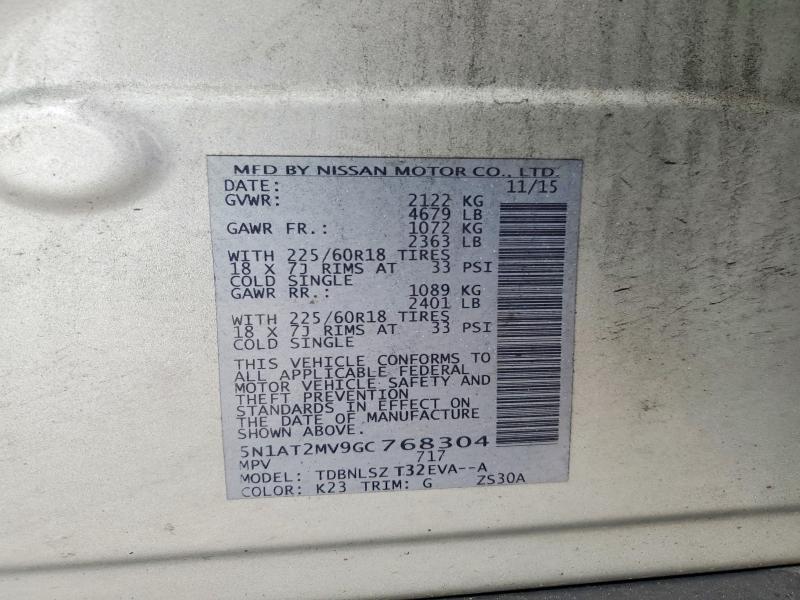 MFD BY NISSAN MOTOR CO., LTD.
DATE: 11/15
GVWR: 2122 KG
4679 LB
GAWR FR.: 1072 KG
2363 LB
WITH 225/60R18 TIRES
18 X 7J RIMS AT 33 PSI
COLD SINGLE
GAWR RR.: 1089 KG
2401 LB
WITH 225/60R18 TIRES
18 X 7J RIMS AT 33 PSI
COLD SINGLE
THIS VEHICLE CONFORMS TO
ALL APPLICABLE FEDERAL
MOTOR VEHICLE SAFETY AND
THEFT PREVENTION
STANDARDS IN EFFECT ON
THE DATE OF MANUFACTURE
SHOWN ABOVE.
5N1AT2MV9GC768304
MPV 717
MODEL: TDBNLSZ T32EVA--A
COLOR: K23 TRIM: G ZS30A